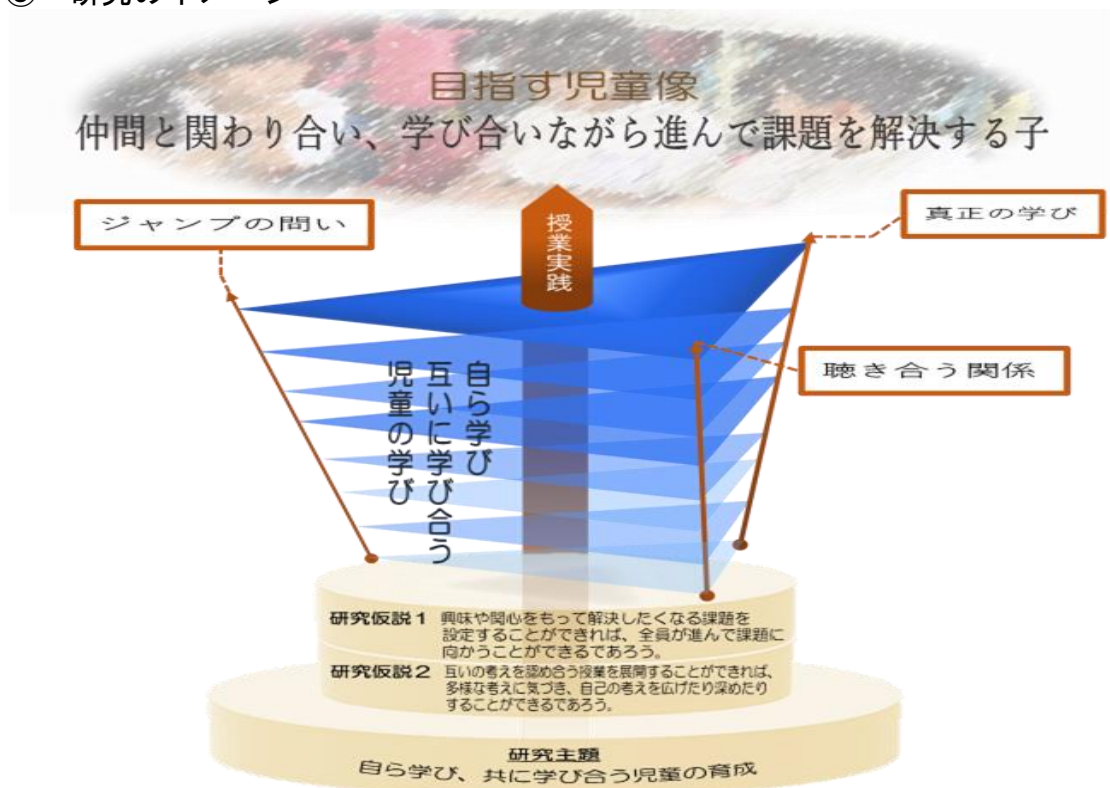 目指す児童像
仲間と関わり合い、学び合いながら進んで課題を解決する子
ジャンプの問い
授業実践
真正の学び
聴き合う関係
自ら学び
互いに学び合う
児童の学び
研究仮説1 興味や関心をもって解決したくなる課題を
設定することができれば、全員が進んで課題に
向かうことができるであろう。
研究仮説2 互いの考えを認め合う授業を展開することができれば、
多様な考えに気づき、自己の考えを広げたり深めたり
することができるであろう。
研究主題
自ら学び、共に学び合う児童の育成